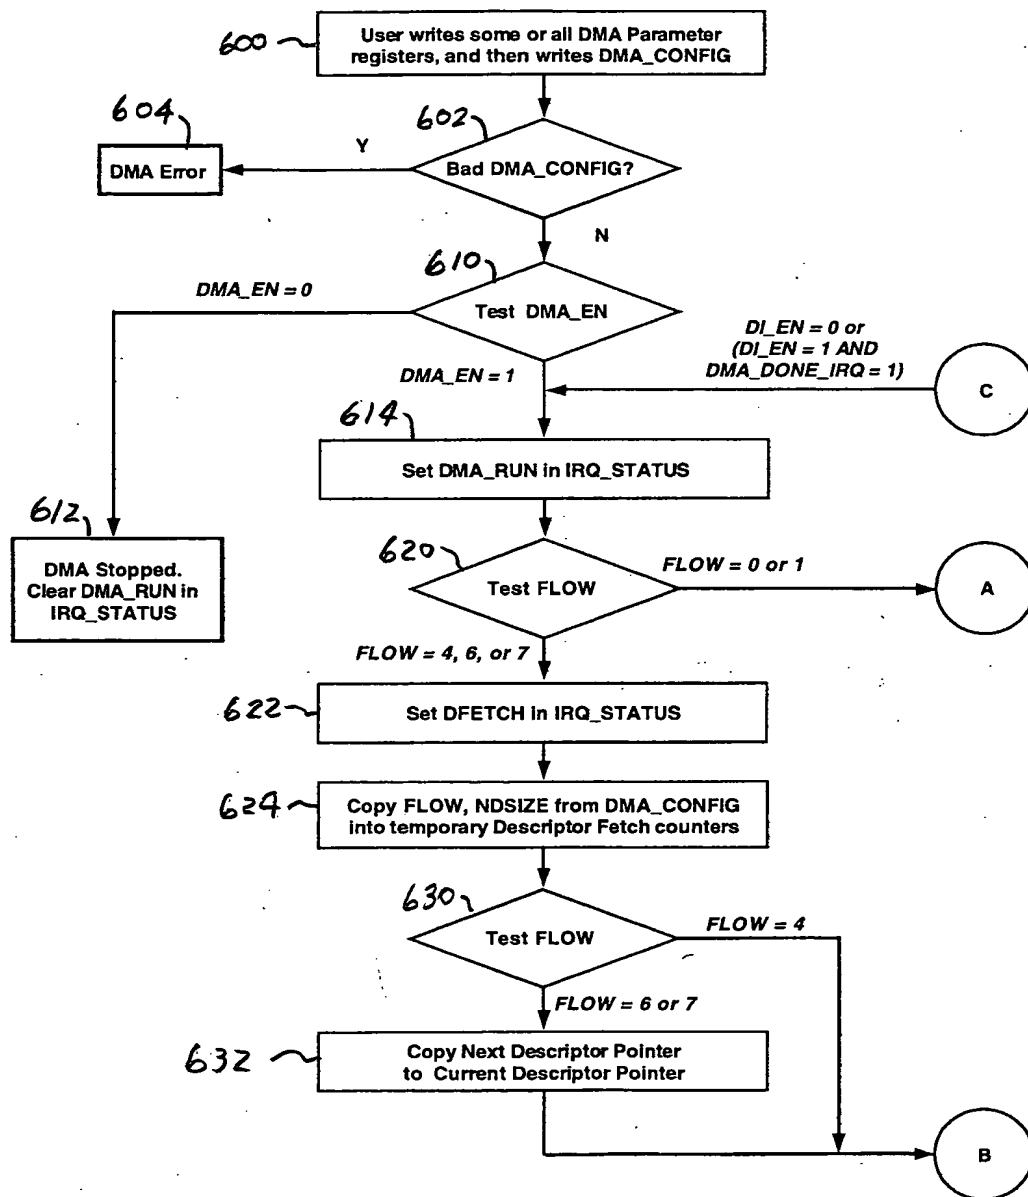 600
User writes some or all DMA Parameter
registers, and then writes DMA_CONFIG
604
602
Y
DMA Error
Bad DMA_CONFIG?
N
610
DMA_EN = 0
Test DMA_EN
DI_EN = 0 or
(DI_EN = 1 AND
DMA_DONE_IRQ = 1)
C
DMA_EN = 1
614
Set DMA_RUN in IRQ_STATUS
612
DMA Stopped.
Clear DMA_RUN in
IRQ_STATUS
620
Test FLOW
FLOW = 0 or 1
A
FLOW = 4, 6, or 7
622
Set DFETCH in IRQ_STATUS
624
Copy FLOW, NDSIZE from DMA_CONFIG
into temporary Descriptor Fetch counters
630
Test FLOW
FLOW = 4
FLOW = 6 or 7
632
Copy Next Descriptor Pointer
to Current Descriptor Pointer
B